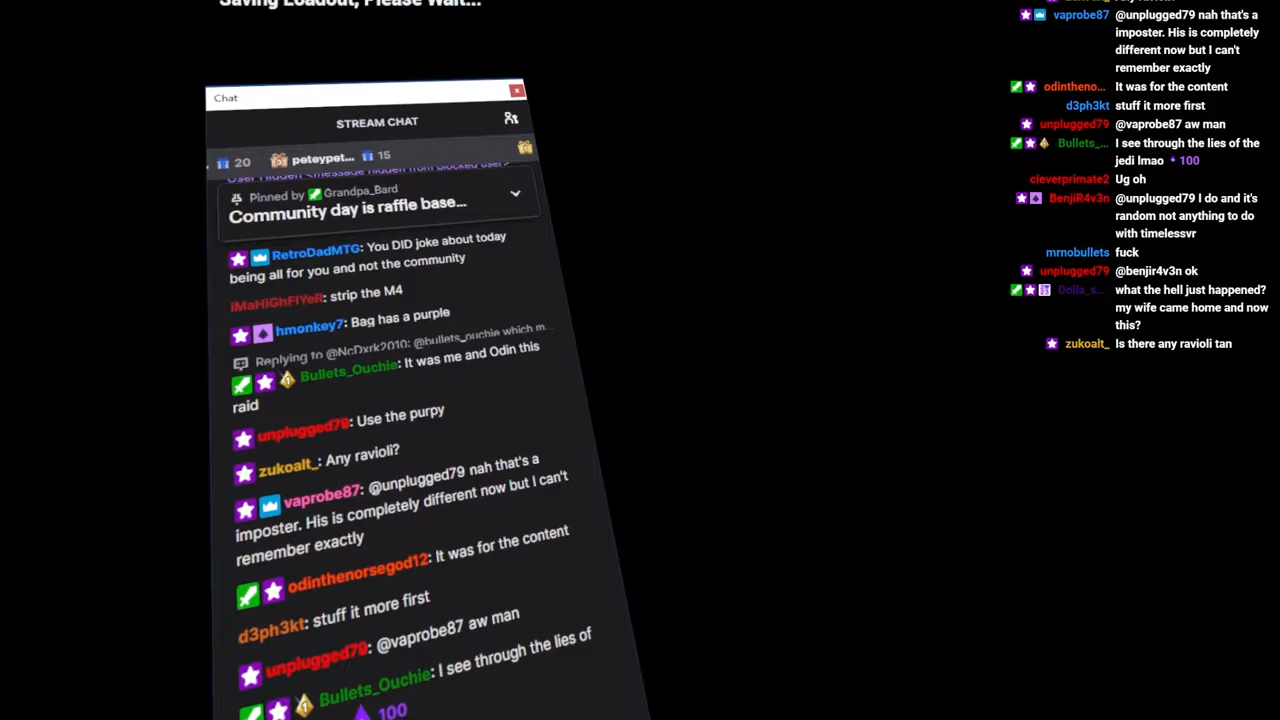 Saving Loadout, Please Wait...
Chat
STREAM CHAT
20 peteypet... 15
User Hidden <message hidden from blocked user>
Pinned by Grandpa_Bard
Community day is raffle base...
RetroDadMTG: You DID joke about today
being all for you and not the community
IMaHiGhFiYeR: strip the M4
hmonkey7: Bag has a purple
Replying to @NcDxrk2010: @bullets_ouchie which m...
Bullets_Ouchie: It was me and Odin this
raid
unplugged79: Use the purpy
zukoalt_: Any ravioli?
vaprobe87: @unplugged79 nah that's a
imposter. His is completely different now but I can't
remember exactly
odinthenorsegod12: It was for the content
d3ph3kt: stuff it more first
unplugged79: @vaprobe87 aw man
Bullets_Ouchie: I see through the lies of
100
vaprobe87 @unplugged79 nah that's a
imposter. His is completely
different now but I can't
remember exactly
odintheno... It was for the content
d3ph3kt stuff it more first
unplugged79 @vaprobe87 aw man
Bullets_... I see through the lies of the
jedi lmao 100
cleverprimate2 Ug oh
BenjiR4v3n @unplugged79 I do and it's
random not anything to do
with timelessvr
mrnobullets fuck
unplugged79 @benjir4v3n ok
Dolla_s... what the hell just happened?
my wife came home and now
this?
zukoalt_ Is there any ravioli tan